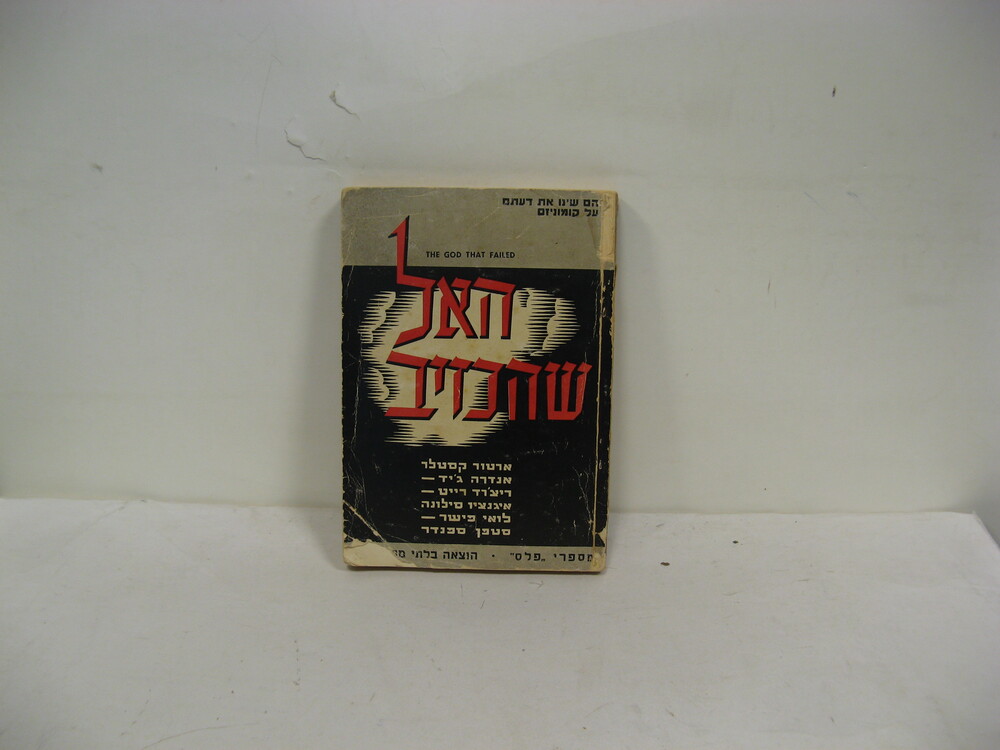 הם שינו את דעתם
על קומוניזם
THE GOD THAT FAILED
האל
שהכזיב
ארטור קסטלר
אנדרה ג'יד —
ריצ'רד רייט —
איגנציו סילונה
לואי פישר —
סטפן ספנדר
מספרי „פלס" • הוצאה בלתי